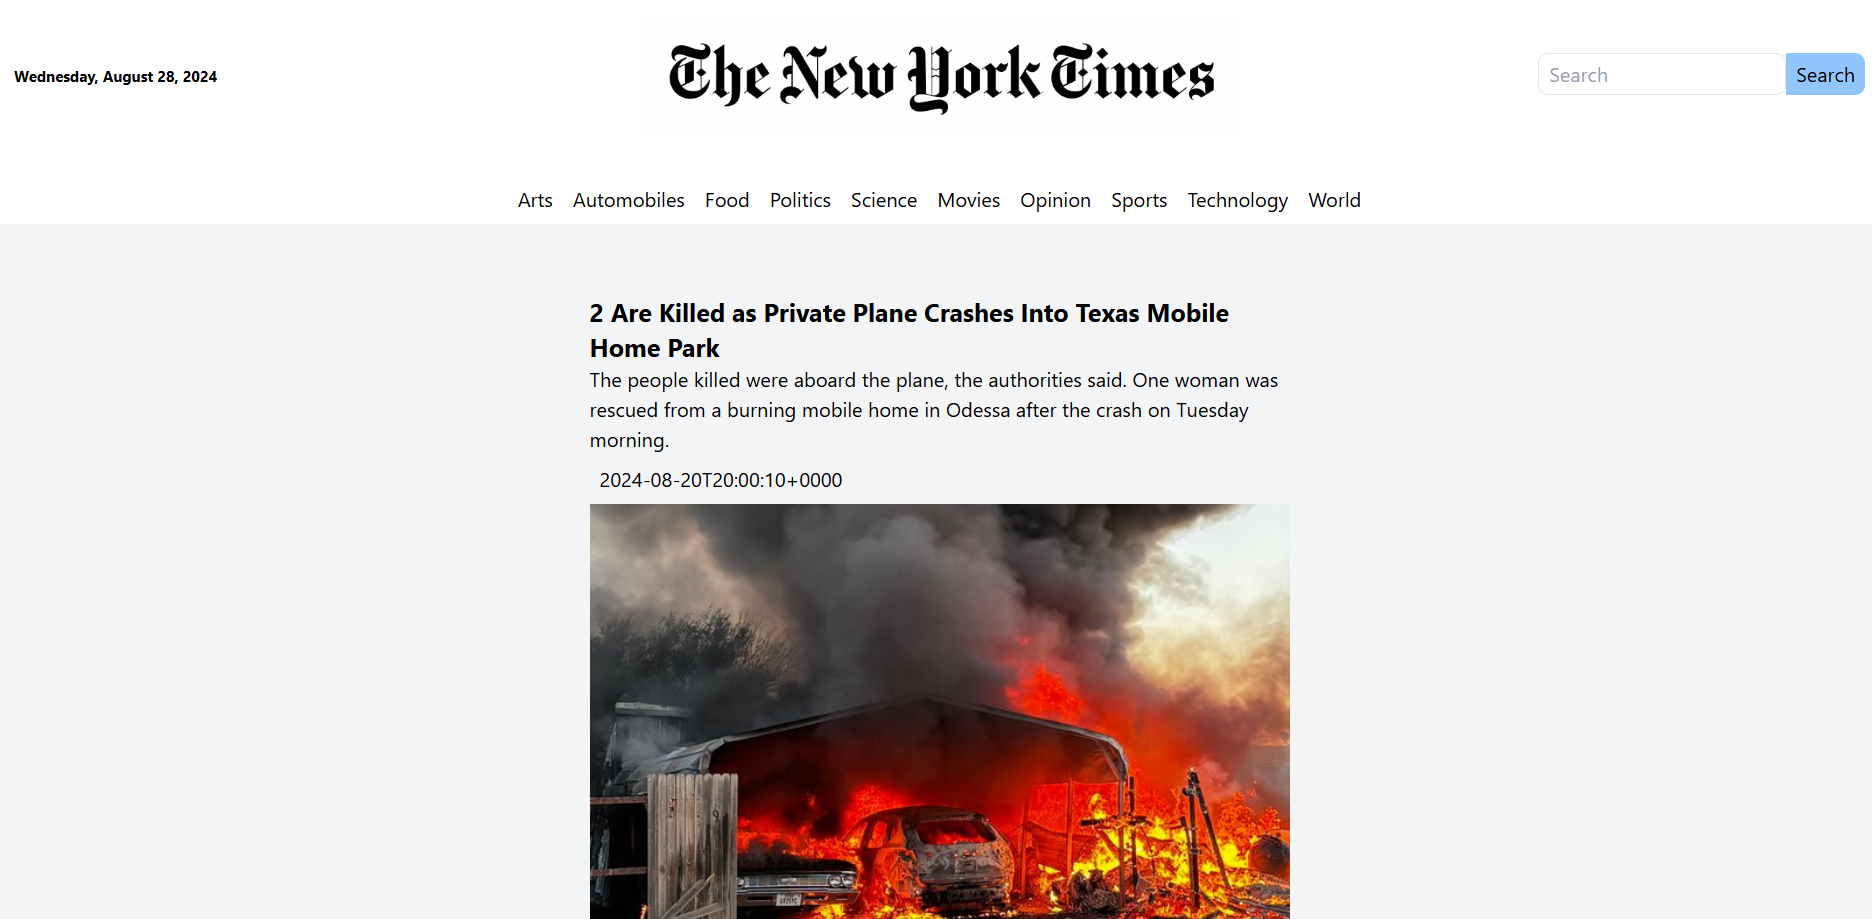 Wednesday, August 28, 2024
The New York Times
Search
Search
Arts Automobiles Food Politics Science Movies Opinion Sports Technology World
2 Are Killed as Private Plane Crashes Into Texas Mobile
Home Park
The people killed were aboard the plane, the authorities said. One woman was
rescued from a burning mobile home in Odessa after the crash on Tuesday
morning.
2024-08-20T20:00:10+0000